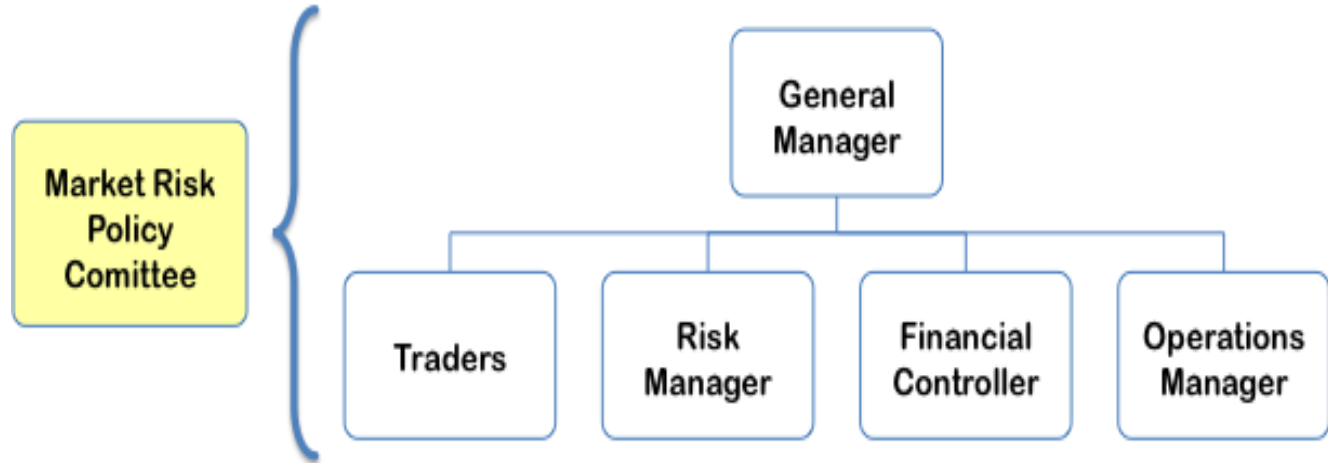 Market Risk
Policy
Comittee
General
Manager
Traders
Risk
Manager
Financial
Controller
Operations
Manager